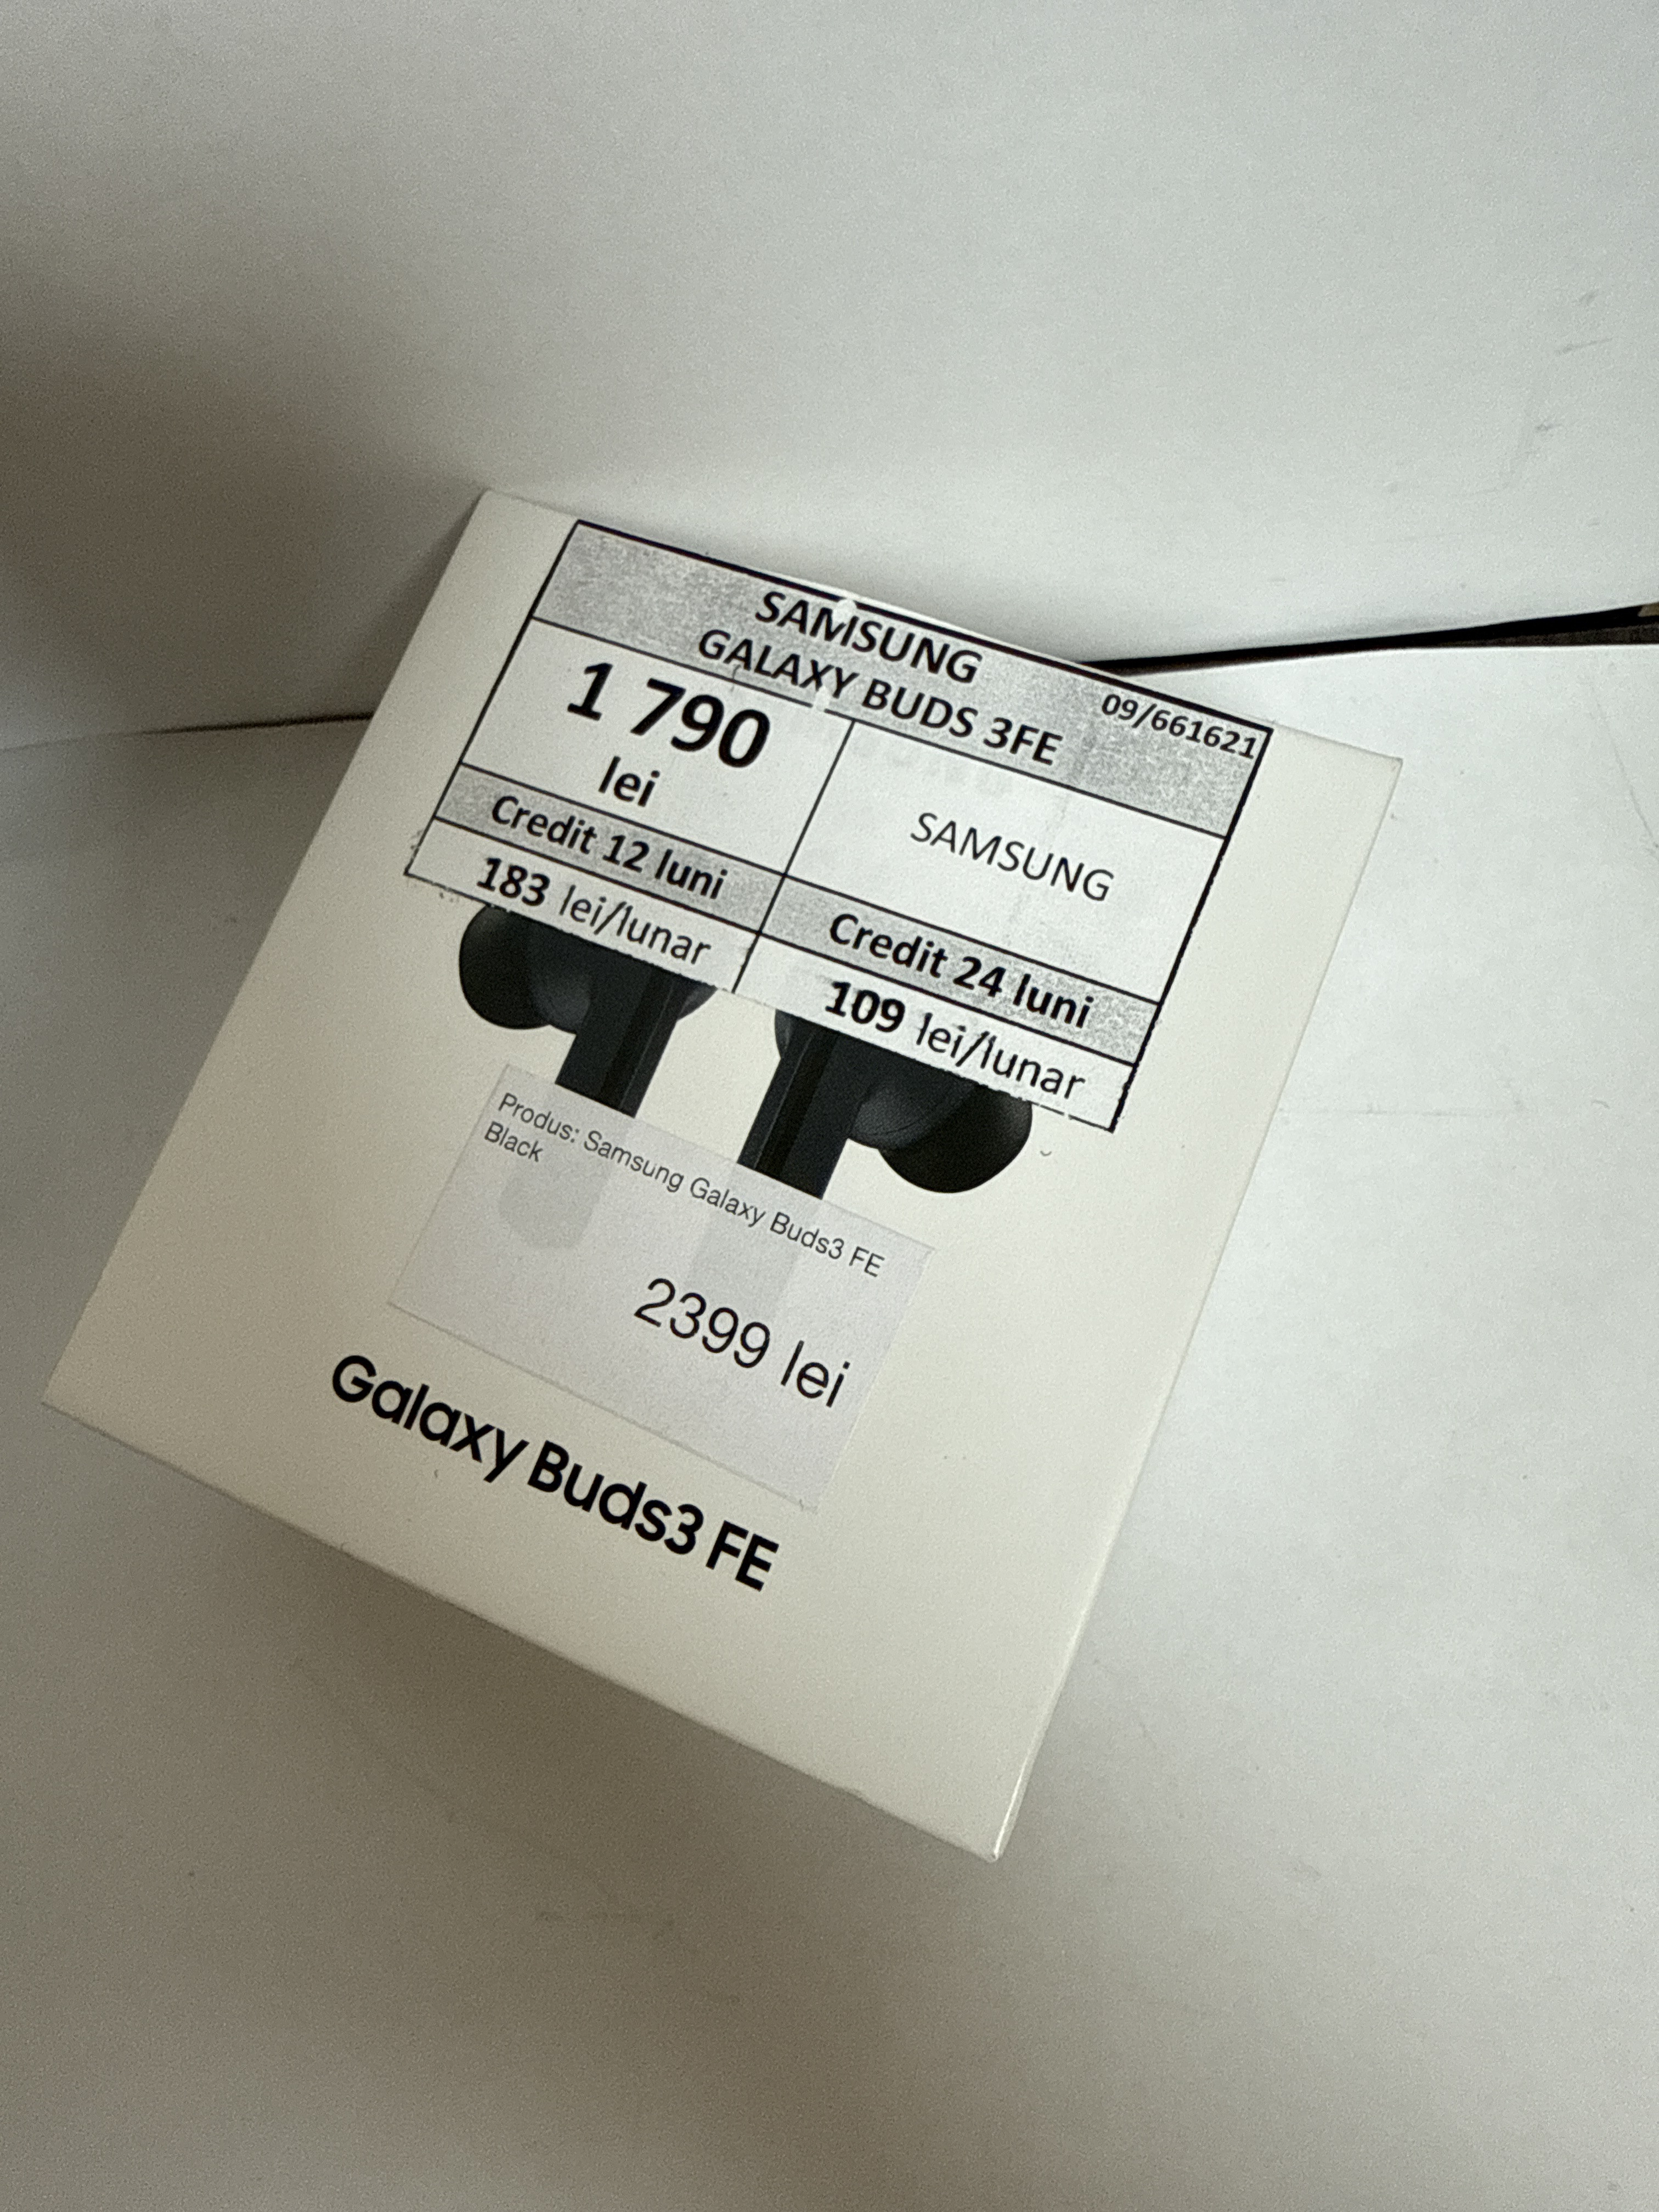 SAMSUNG
GALAXY BUDS 3FE
09/661621
1 790
lei
SAMSUNG
Credit 12 luni
Credit 24 luni
183 lei/lunar
109 lei/lunar
Produs: Samsung Galaxy Buds3 FE
Black
2399 lei
Galaxy Buds3 FE